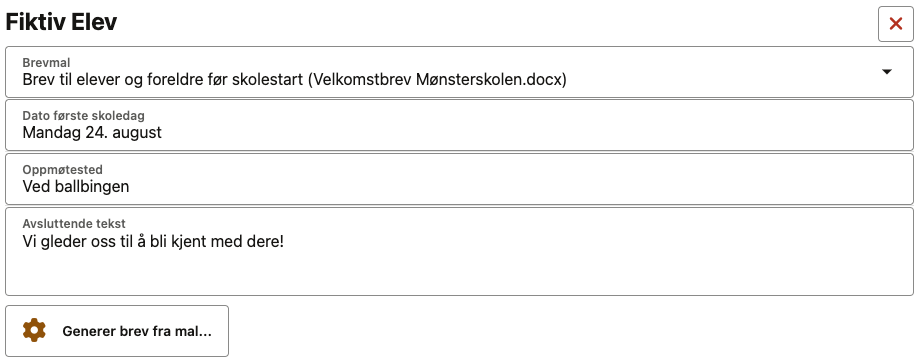 Fiktiv Elev
Brevmal
Brev til elever og foreldre før skolestart (Velkomstbrev Mønsterskolen.docx)
Dato første skoledag
Mandag 24. august
Oppmøtested
Ved ballbingen
Avsluttende tekst
Vi gleder oss til å bli kjent med dere!
Generer brev fra mal...